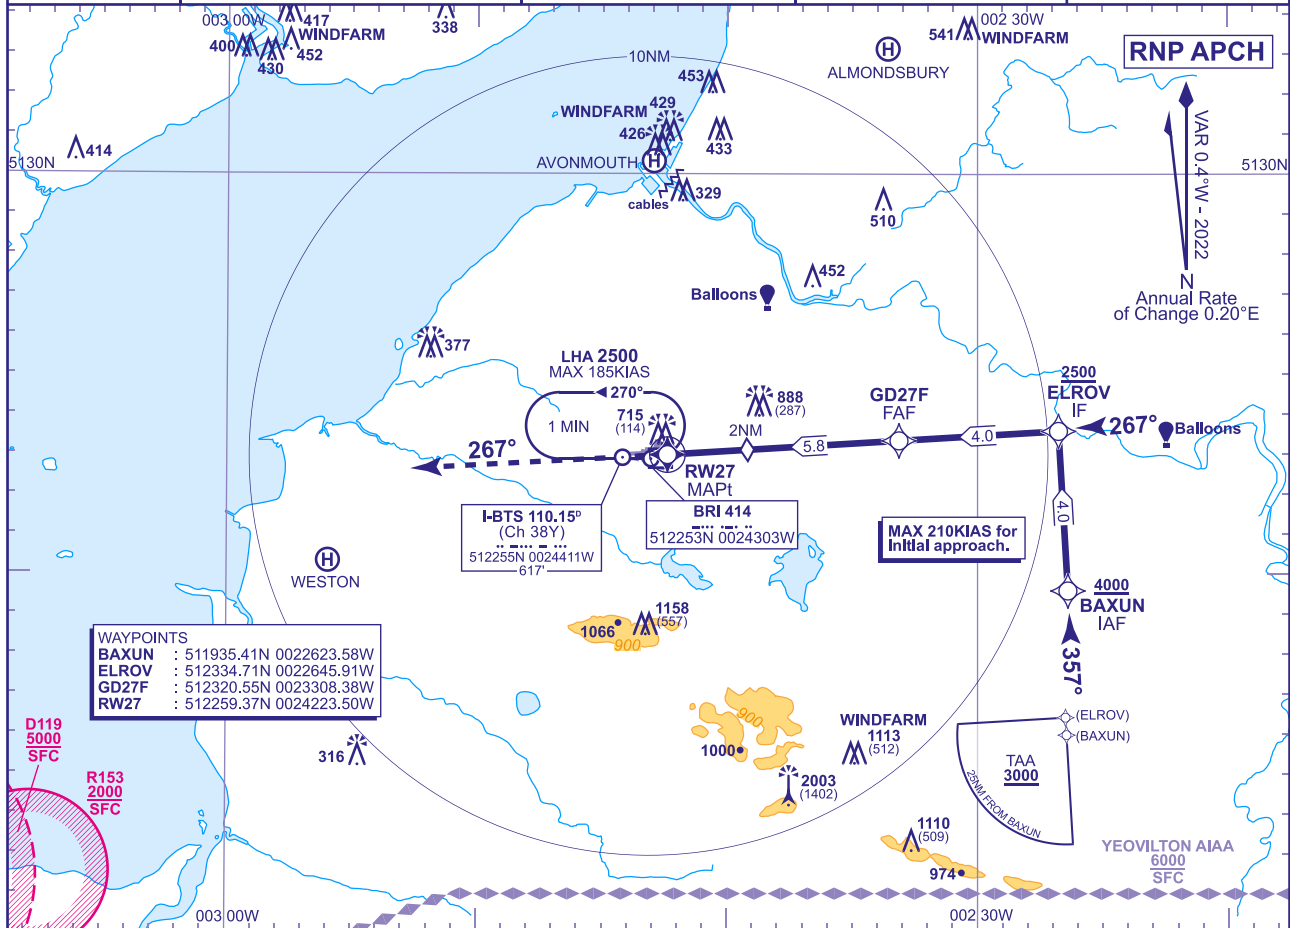 003 00W
417
WINDFARM
400
452
430
338
10NM
541
002 30W
WINDFARM
RNP APCH
ALMONDSBURY
H
453
WINDFARM
429
426
433
414
5130N
AVONMOUTH
H
5130N
329
cables
510
VAR 0.4°W - 2022
N
Annual Rate
of Change 0.20°E
452
Balloons
377
LHA 2500
MAX 185KIAS
270°
1 MIN
715
(114)
888
(287)
2NM
GD27F
FAF
2500
ELROV
IF
267°
Balloons
267°
5.8
4.0
RW27
MAPt
4.0
I-BTS 110.15ᴰ
(Ch 38Y)
512255N 0024411W
617'
BRI 414
512253N 0024303W
MAX 210KIAS for
Initial approach.
H
WESTON
4000
BAXUN
IAF
357°
1158
(557)
1066
900
WAYPOINTS
BAXUN : 511935.41N 0022623.58W
ELROV : 512334.71N 0022645.91W
GD27F : 512320.55N 0023308.38W
RW27 : 512259.37N 0024223.50W
900
1000
WINDFARM
1113
(512)
(ELROV)
(BAXUN)
TAA
3000
25NM FROM BAXUN
D119
5000
SFC
R153
2000
SFC
316
2003
(1402)
1110
(509)
974
YEOVILTON AIAA
6000
SFC
003 00W
002 30W